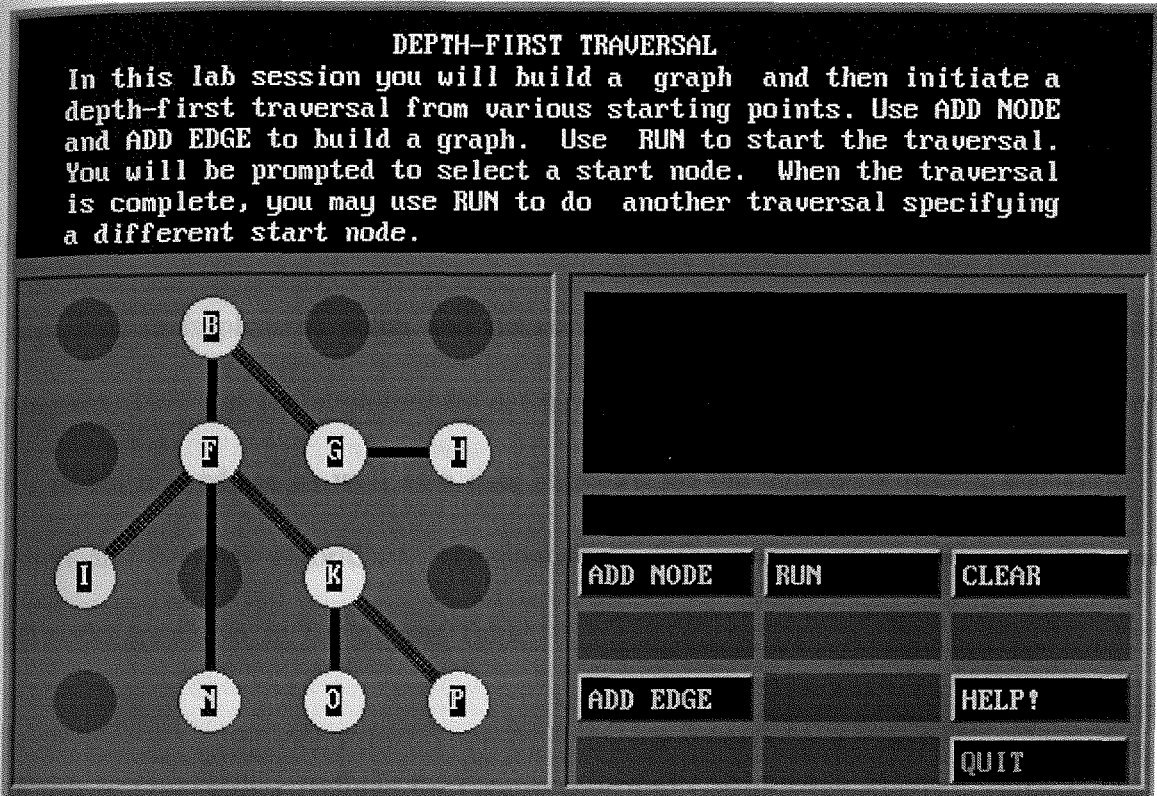 DEPTH-FIRST TRAVERSAL
In this lab session you will build a graph and then initiate a
depth-first traversal from various starting points. Use ADD NODE
and ADD EDGE to build a graph. Use RUN to start the traversal.
You will be prompted to select a start node. When the traversal
is complete, you may use RUN to do another traversal specifying
a different start node.
B
F G H
I K
N O P
ADD NODE RUN CLEAR
ADD EDGE HELP!
QUIT